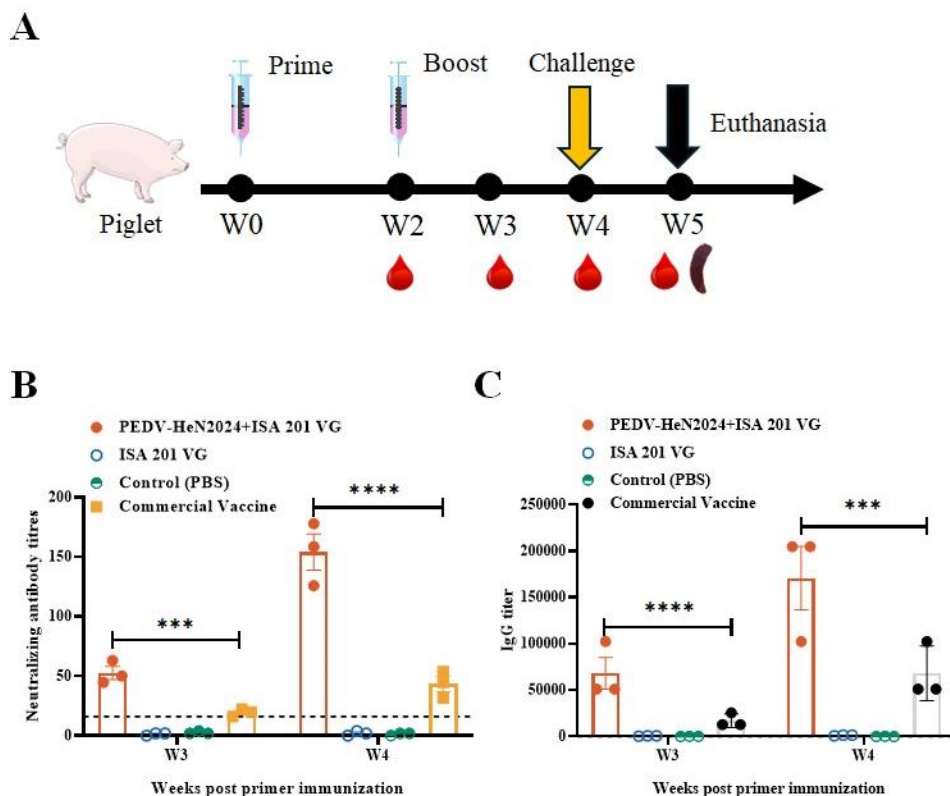 A
Prime
Boost
Challenge
Euthanasia
Piglet
W0
W2
W3
W4
W5
B
PEDV-HeN2024+ISA 201 VG
ISA 201 VG
Control (PBS)
Commercial Vaccine
Neutralizing antibody titres
200
150
100
50
0
***
****
W3
W4
Weeks post primer immunization
C
PEDV-HeN2024+ISA 201 VG
ISA 201 VG
Control (PBS)
Commercial Vaccine
IgG titer
250000
200000
150000
100000
50000
0
****
***
W3
W4
Weeks post primer immunization